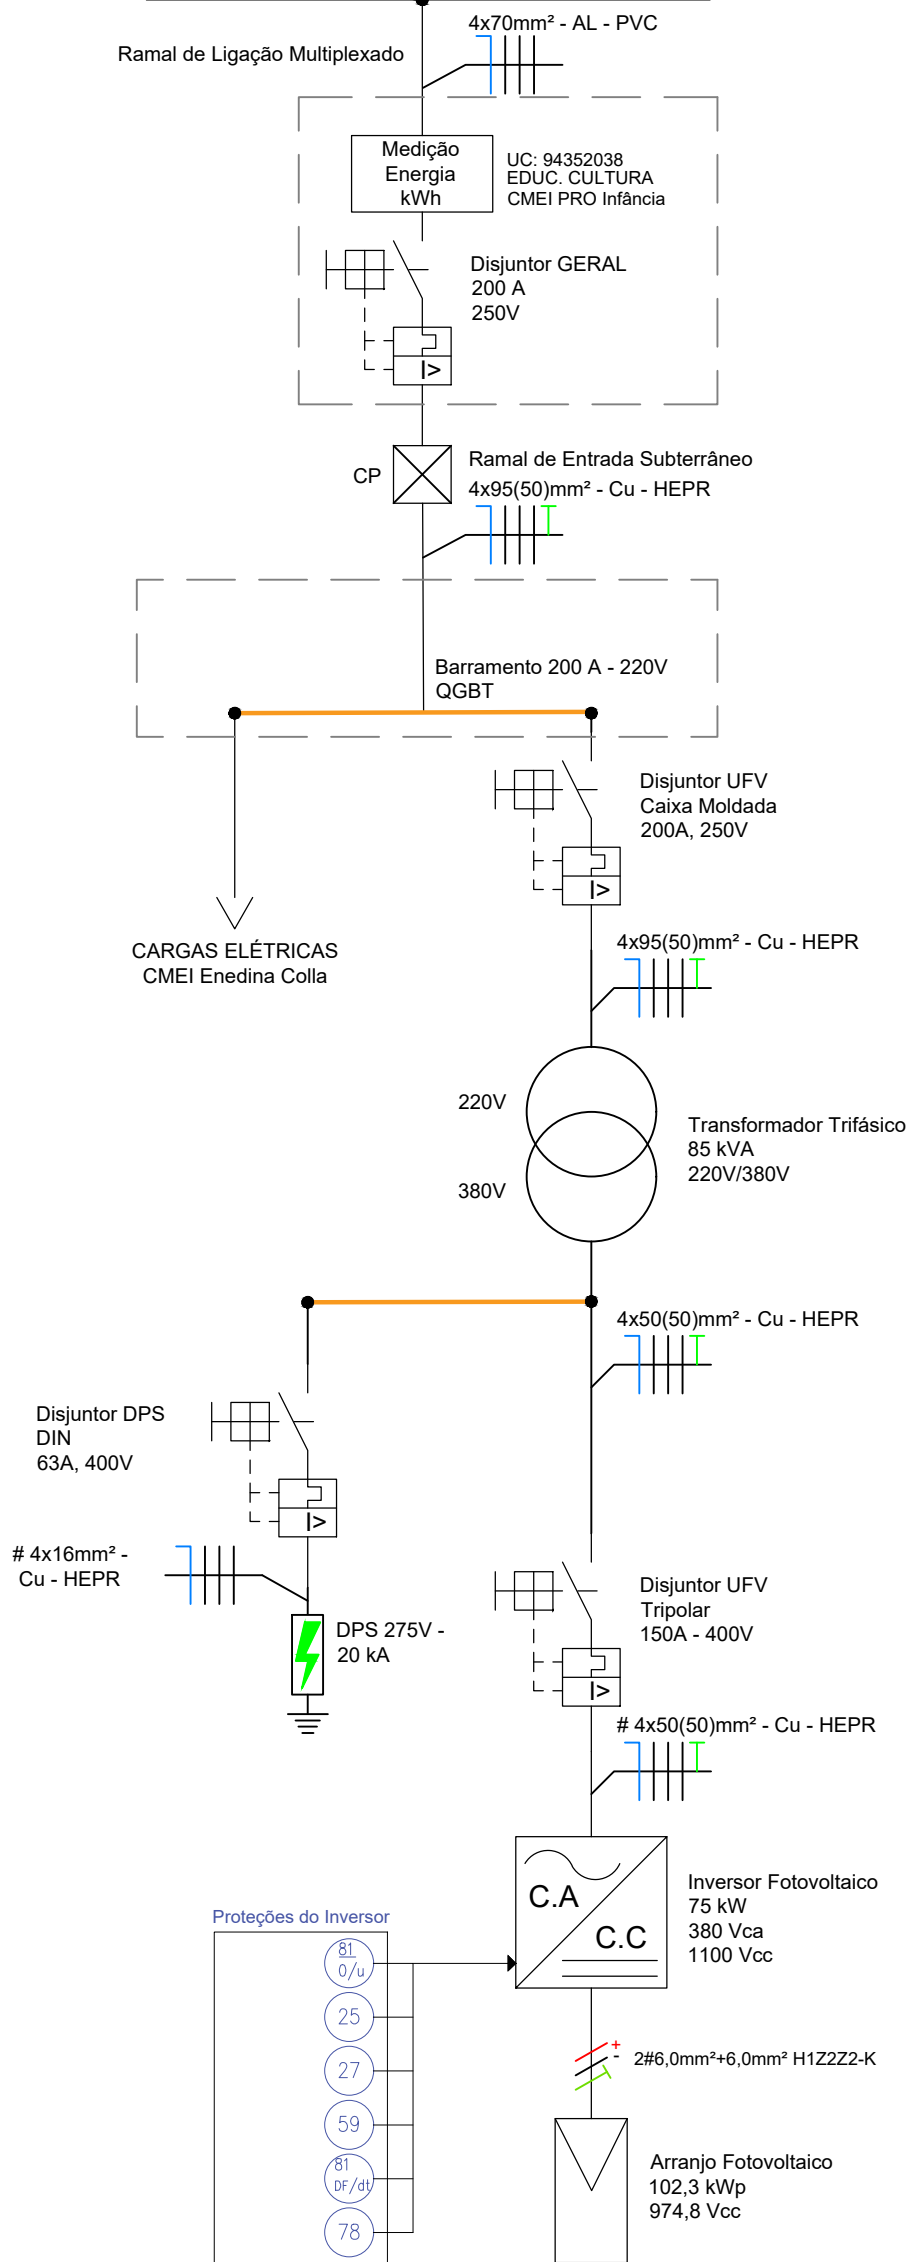 4x70mm² - AL - PVC
Ramal de Ligação Multiplexado
Medição
Energia
kWh
UC: 94352038
EDUC. CULTURA
CMEI PRO Infância
Disjuntor GERAL
200 A
250V
I>
CP
Ramal de Entrada Subterrâneo
4x95(50)mm² - Cu - HEPR
Barramento 200 A - 220V
QGBT
Disjuntor UFV
Caixa Moldada
200A, 250V
I>
CARGAS ELÉTRICAS
CMEI Enedina Colla
4x95(50)mm² - Cu - HEPR
220V
380V
Transformador Trifásico
85 kVA
220V/380V
4x50(50)mm² - Cu - HEPR
Disjuntor DPS
DIN
63A, 400V
I>
# 4x16mm² -
Cu - HEPR
DPS 275V -
20 kA
Disjuntor UFV
Tripolar
150A - 400V
I>
# 4x50(50)mm² - Cu - HEPR
C.A
C.C
Inversor Fotovoltaico
75 kW
380 Vca
1100 Vcc
Proteções do Inversor
81
O/u
25
27
59
81
DF/dt
78
+
-
2#6,0mm²+6,0mm² H1Z2Z2-K
Arranjo Fotovoltaico
102,3 kWp
974,8 Vcc